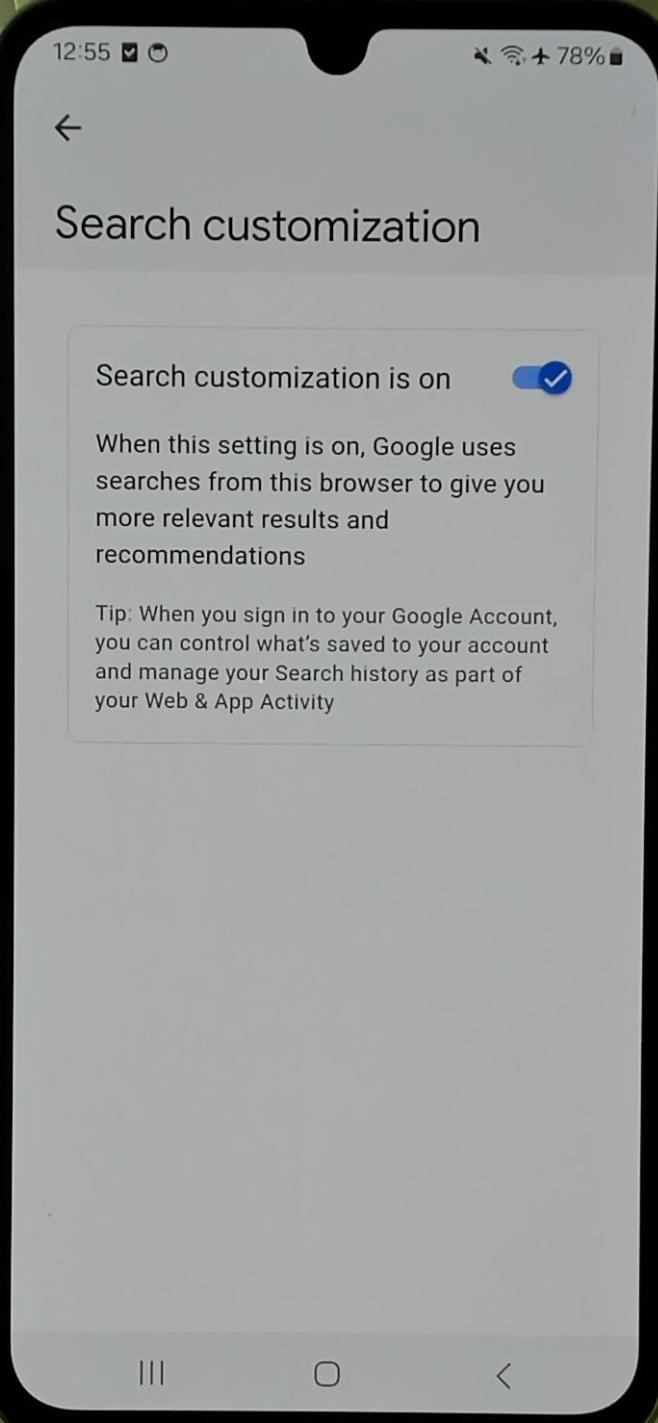 12:55 78%
Search customization
Search customization is on
When this setting is on, Google uses
searches from this browser to give you
more relevant results and
recommendations
Tip: When you sign in to your Google Account,
you can control what's saved to your account
and manage your Search history as part of
your Web & App Activity